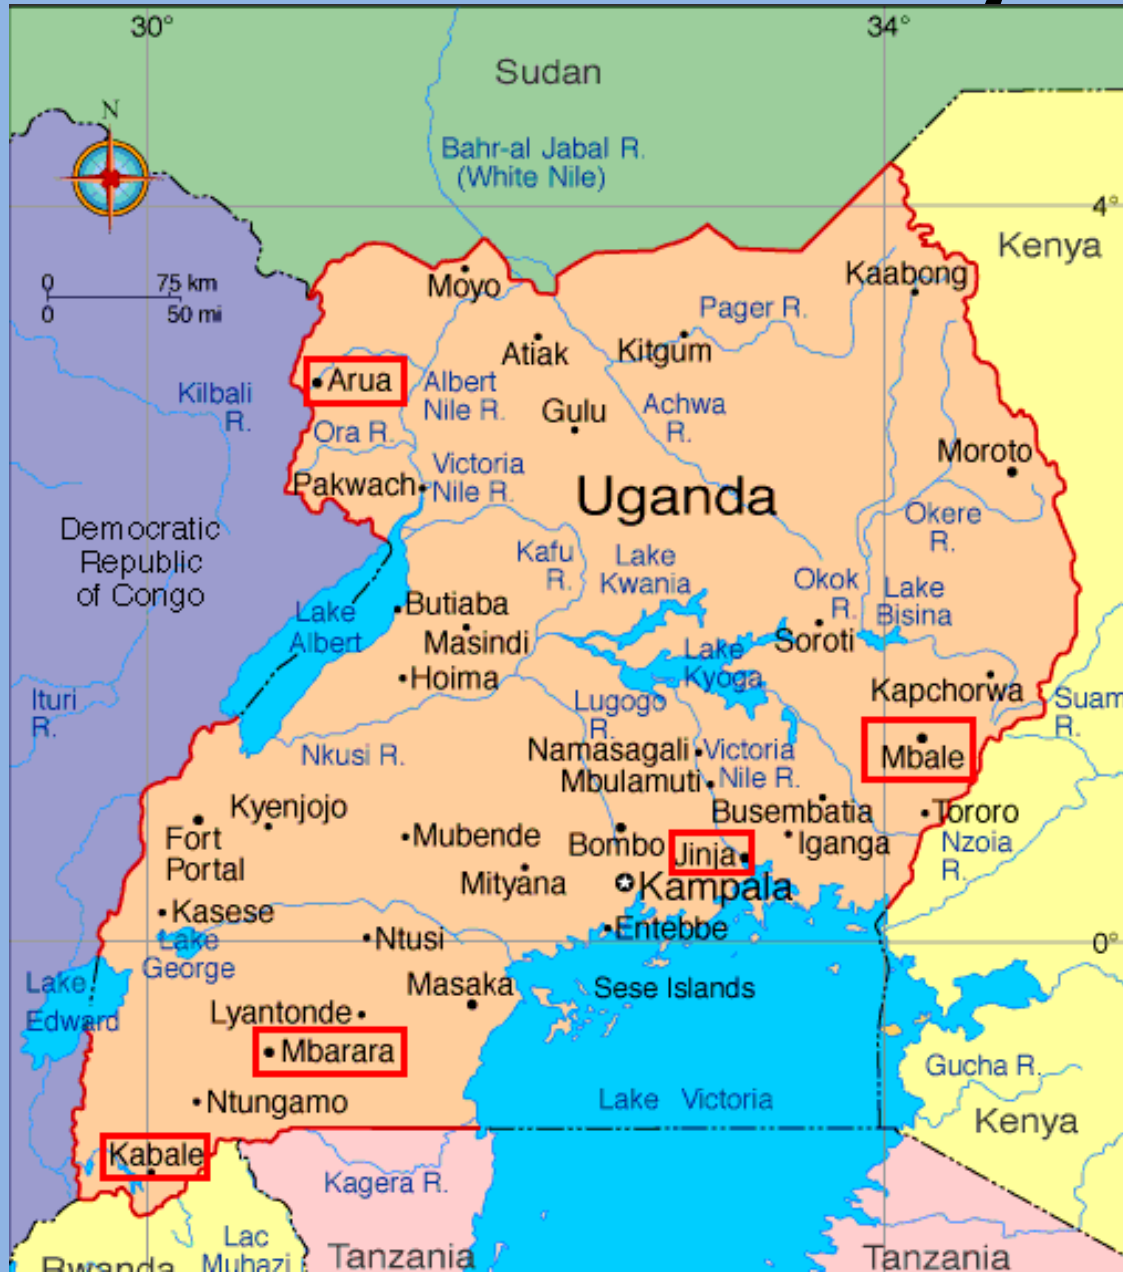 30°
34°
Sudan
N
Bahr-al Jabal R.
(White Nile)
4°
Kenya
0
75 km
0
50 mi
Moyo
Kaabong
Pager R.
Atiak
Kitgum
Arua
Albert
Nile R.
Kilbali
R.
Gulu
Achwa
R.
Ora R.
Moroto
Victoria
Nile R.
Pakwach
Uganda
Okere
R.
Democratic
Republic
of Congo
Kafu
R.
Lake
Kwania
Okok
R.
Lake
Bisina
Butiaba
Lake
Albert
Masindi
Soroti
Lake
Kyoga
Hoima
Kapchorwa
Ituri
R.
Lugogo
R.
Suam
R.
Nkusi R.
Namasagali
Victoria
Nile R.
Mbale
Mbulamuti
Kyenjojo
Busembatia
Tororo
Fort
Portal
Mubende
Bombo
Jinja
Iganga
Nzoia
R.
Mityana
Kampala
Kasese
Entebbe
Ntusi
Lake
George
0°
Lake
Edward
Masaka
Sese Islands
Lyantonde
Mbarara
Gucha R.
Ntungamo
Lake Victoria
Kenya
Kabale
Kagera R.
Lac
Muhazi
Rwanda
Tanzania
Tanzania